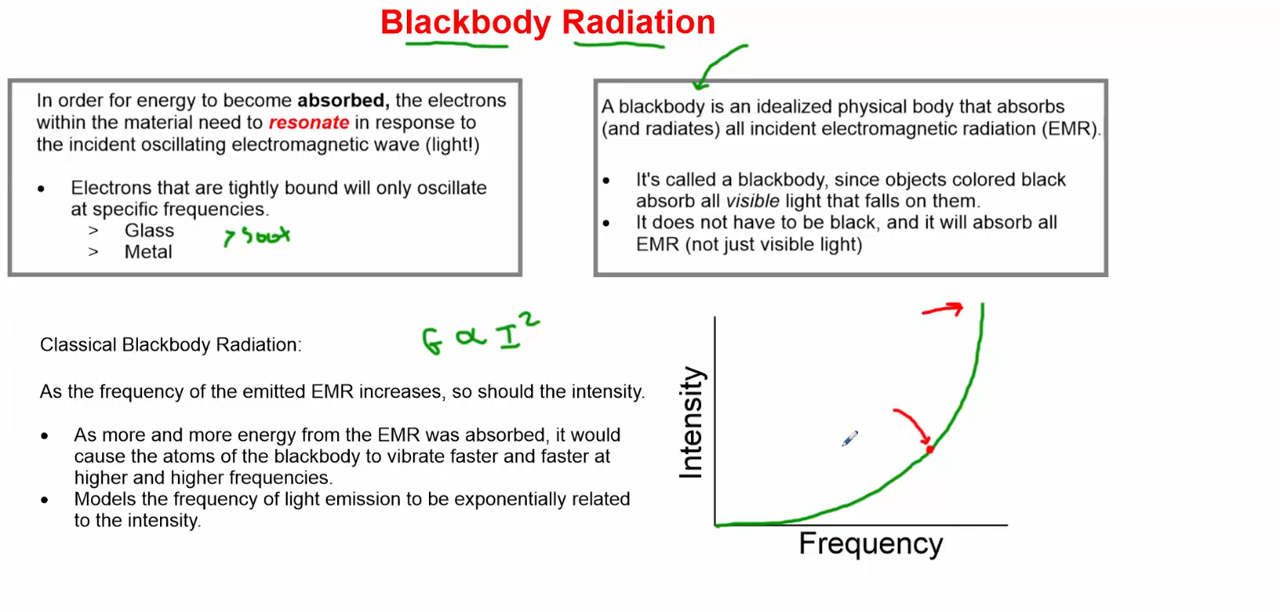 Blackbody Radiation
In order for energy to become absorbed, the electrons
within the material need to resonate in response to
the incident oscillating electromagnetic wave (light!)
• Electrons that are tightly bound will only oscillate
at specific frequencies.
> Glass
> Metal
> soot
A blackbody is an idealized physical body that absorbs
(and radiates) all incident electromagnetic radiation (EMR).
• It's called a blackbody, since objects colored black
absorb all visible light that falls on them.
• It does not have to be black, and it will absorb all
EMR (not just visible light)
Classical Blackbody Radiation:
∝ I²
As the frequency of the emitted EMR increases, so should the intensity.
• As more and more energy from the EMR was absorbed, it would
cause the atoms of the blackbody to vibrate faster and faster at
higher and higher frequencies.
• Models the frequency of light emission to be exponentially related
to the intensity.
Intensity
Frequency